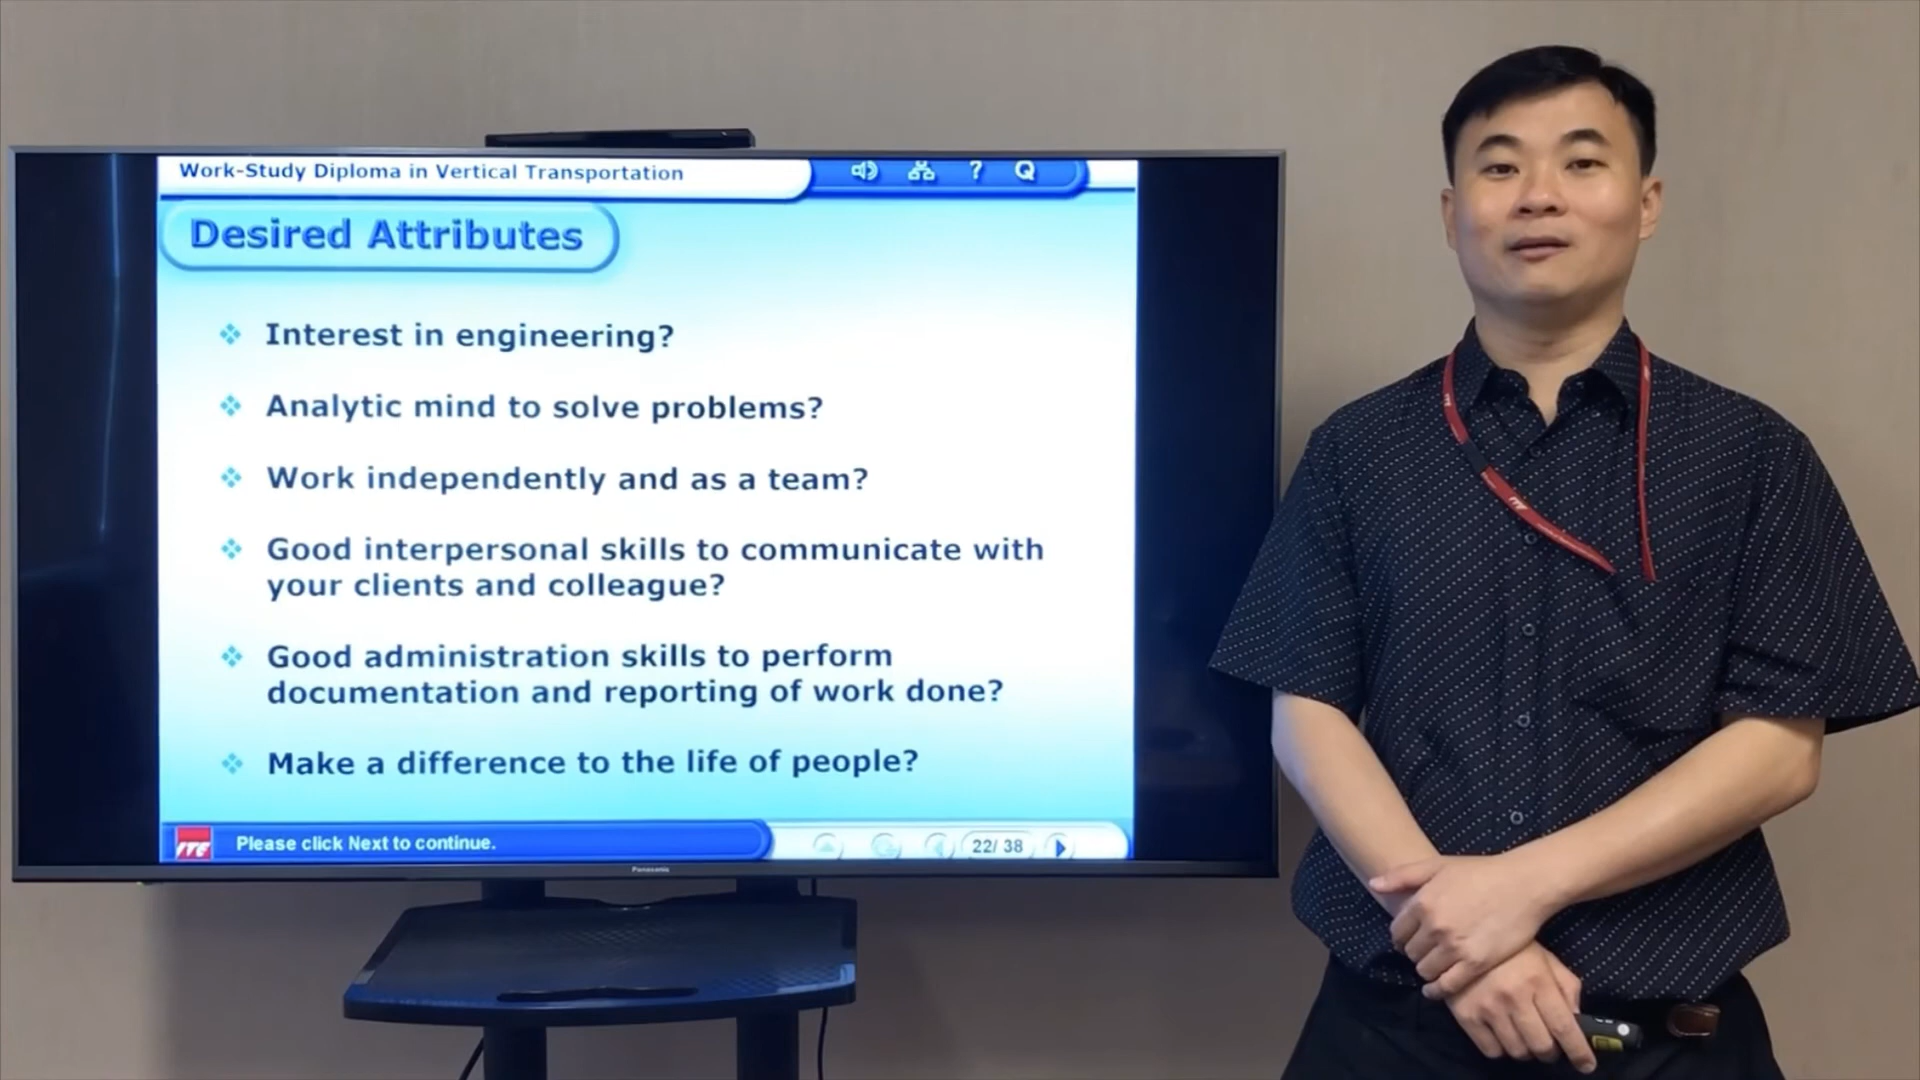 Work-Study Diploma in Vertical Transportation
? Q
Desired Attributes
Interest in engineering?
Analytic mind to solve problems?
Work independently and as a team?
Good interpersonal skills to communicate with
your clients and colleague?
Good administration skills to perform
documentation and reporting of work done?
Make a difference to the life of people?
ITE Please click Next to continue.
22/ 38
Panasonic
ITE